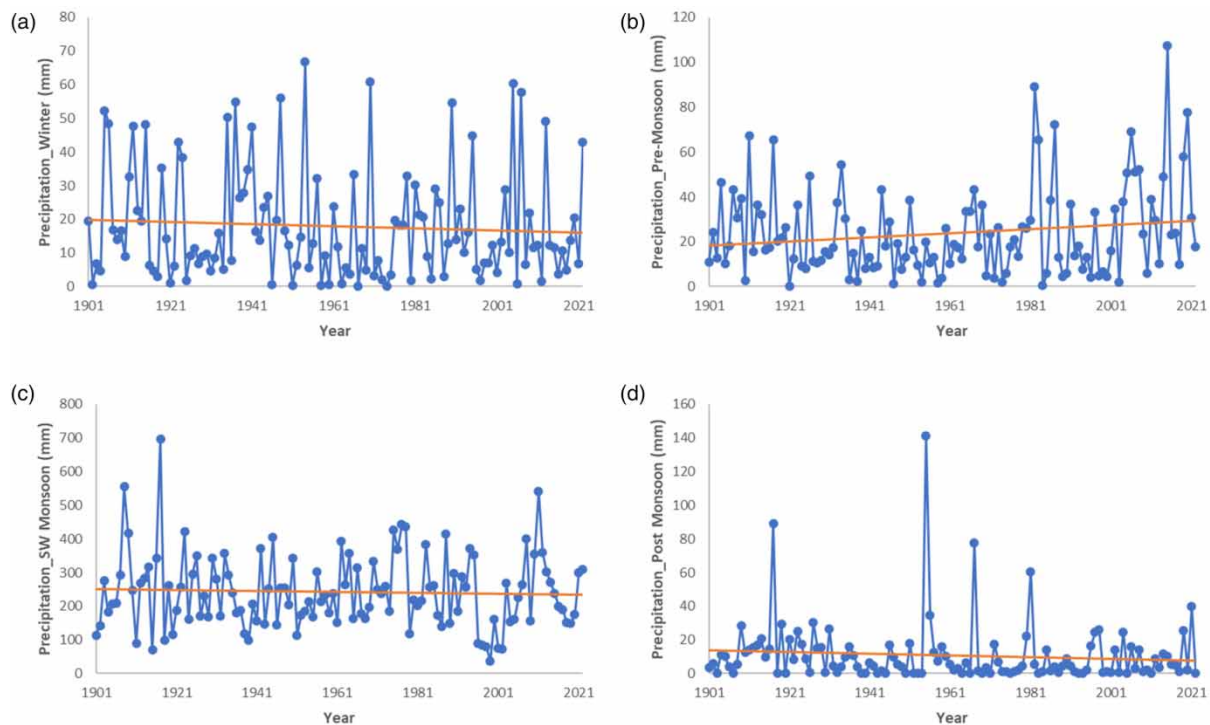 (a)
80
70
60
50
40
30
20
10
0
Precipitation_Winter (mm)
1901 1921 1941 1961 1981 2001 2021
Year
(b)
120
100
80
60
40
20
0
Precipitation_Pre-Monsoon (mm)
1901 1921 1941 1961 1981 2001 2021
Year
(c)
800
700
600
500
400
300
200
100
0
Precipitation_SW Monsoon (mm)
1901 1921 1941 1961 1981 2001 2021
Year
(d)
160
140
120
100
80
60
40
20
0
Precipitation_Post Monsoon (mm)
1901 1921 1941 1961 1981 2001 2021
Year